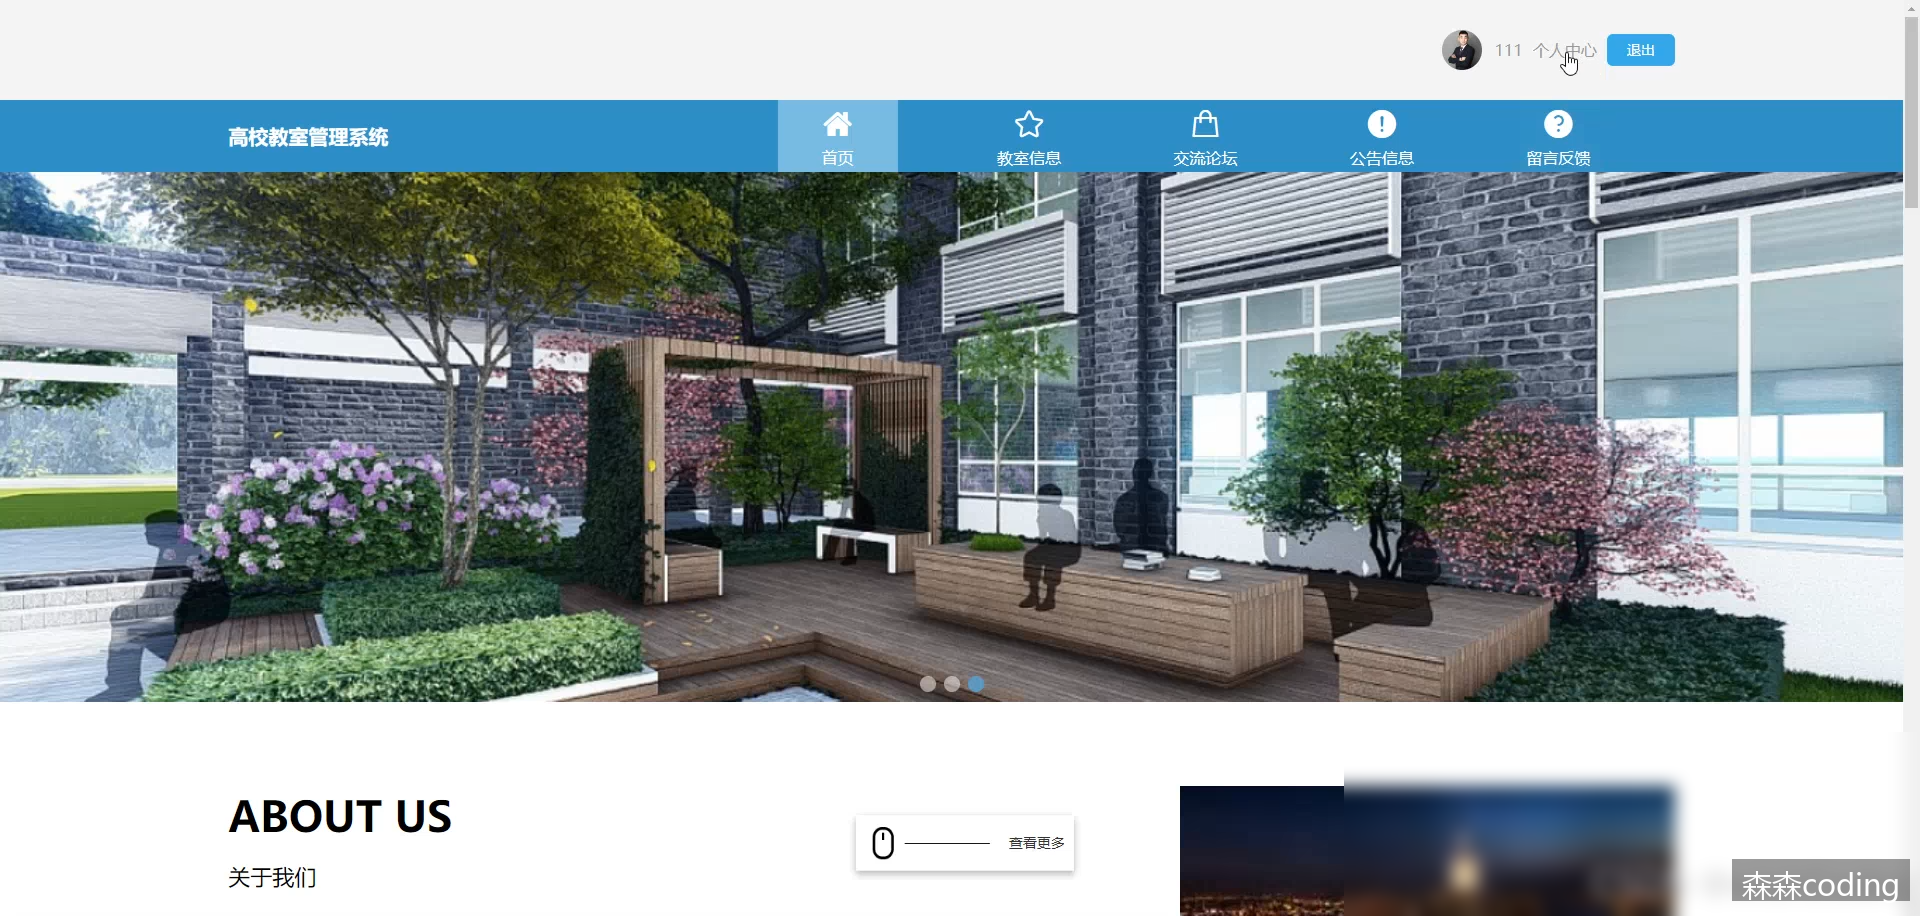 111 个人中心 退出
高校教室管理系统
首页 教室信息 交流论坛 公告信息 留言反馈
ABOUT US
关于我们
查看更多
森森coding